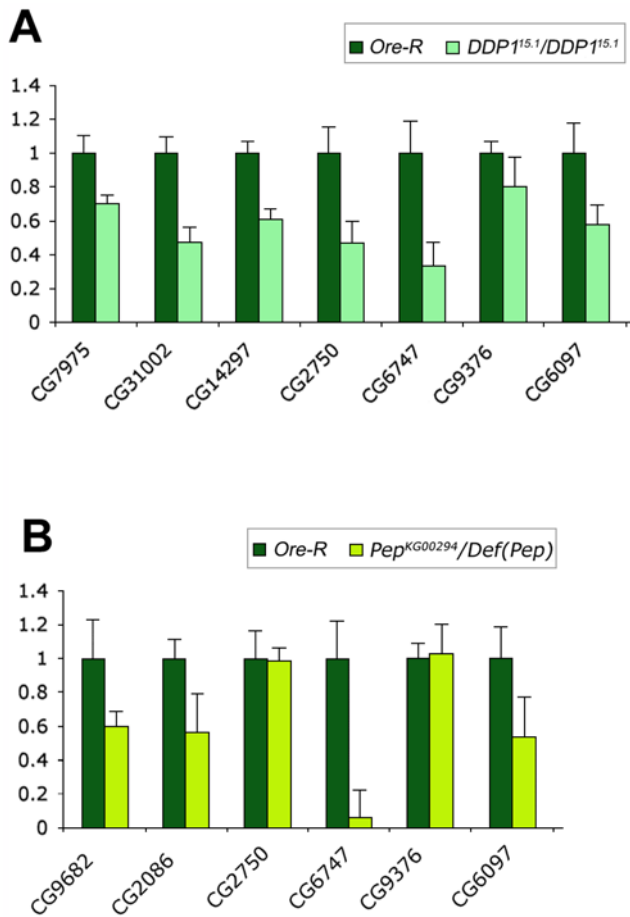 A
Ore-R DDP1^15.1/DDP1^15.1
1.4
1.2
1
0.8
0.6
0.4
0.2
0
CG7975 CG31002 CG14297 CG2750 CG6747 CG9376 CG6097
B
Ore-R Pep^KG00294/Def(Pep)
1.4
1.2
1
0.8
0.6
0.4
0.2
0
CG9682 CG2086 CG2750 CG6747 CG9376 CG6097